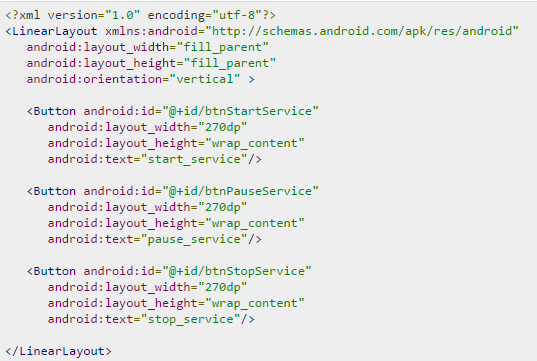 <?xml version="1.0" encoding="utf-8"?>
<LinearLayout xmlns:android="http://schemas.android.com/apk/res/android"
android:layout_width="fill_parent"
android:layout_height="fill_parent"
android:orientation="vertical" >
<Button android:id="@+id/btnStartService"
android:layout_width="270dp"
android:layout_height="wrap_content"
android:text="start_service"/>
<Button android:id="@+id/btnPauseService"
android:layout_width="270dp"
android:layout_height="wrap_content"
android:text="pause_service"/>
<Button android:id="@+id/btnStopService"
android:layout_width="270dp"
android:layout_height="wrap_content"
android:text="stop_service"/>
</LinearLayout>